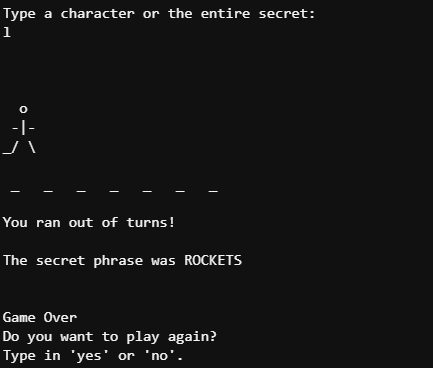 Type a character or the entire secret:
l
o
-|-
_/ \
_ _ _ _ _ _ _
You ran out of turns!
The secret phrase was ROCKETS
Game Over
Do you want to play again?
Type in 'yes' or 'no'.